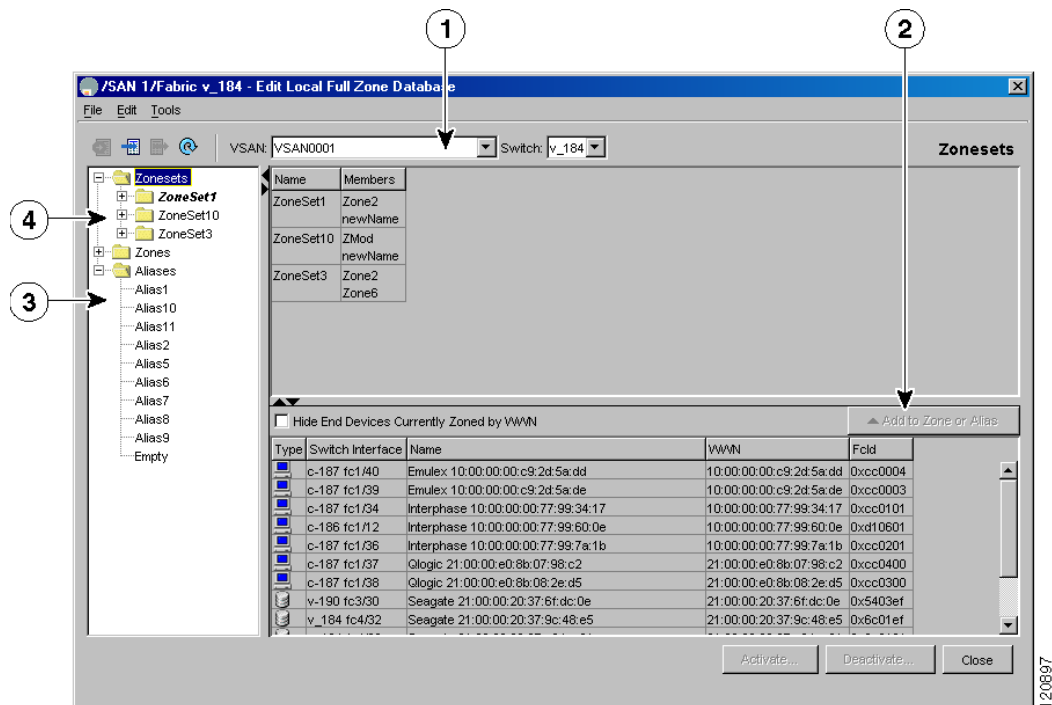 1
2
/SAN 1/Fabric v_184 - Edit Local Full Zone Database
File Edit Tools
VSAN: VSAN0001 Switch: v_184 Zonesets
4
3
Zonesets
ZoneSet1
ZoneSet10
ZoneSet3
Zones
Aliases
Alias1
Alias10
Alias11
Alias2
Alias5
Alias6
Alias7
Alias8
Alias9
Empty
Name Members
ZoneSet1 Zone2
newName
ZoneSet10 ZMod
newName
ZoneSet3 Zone2
Zone6
Hide End Devices Currently Zoned by WWN Add to Zone or Alias
Type Switch Interface Name WWN FcId
c-187 fc1/40 Emulex 10:00:00:00:c9:2d:5a:dd 10:00:00:00:c9:2d:5a:dd 0xcc0004
c-187 fc1/39 Emulex 10:00:00:00:c9:2d:5a:de 10:00:00:00:c9:2d:5a:de 0xcc0003
c-187 fc1/34 Interphase 10:00:00:00:77:99:34:17 10:00:00:00:77:99:34:17 0xcc0101
c-186 fc1/12 Interphase 10:00:00:00:77:99:60:0e 10:00:00:00:77:99:60:0e 0xd10601
c-187 fc1/36 Interphase 10:00:00:00:77:99:7a:1b 10:00:00:00:77:99:7a:1b 0xcc0201
c-187 fc1/37 Qlogic 21:00:00:e0:8b:07:98:c2 21:00:00:e0:8b:07:98:c2 0xcc0400
c-187 fc1/38 Qlogic 21:00:00:e0:8b:08:2e:d5 21:00:00:e0:8b:08:2e:d5 0xcc0300
v-190 fc3/30 Seagate 21:00:00:20:37:6f:dc:0e 21:00:00:20:37:6f:dc:0e 0x5403ef
v_184 fc4/32 Seagate 21:00:00:20:37:9c:48:e5 21:00:00:20:37:9c:48:e5 0x6c01ef
Activate... Deactivate... Close
120897